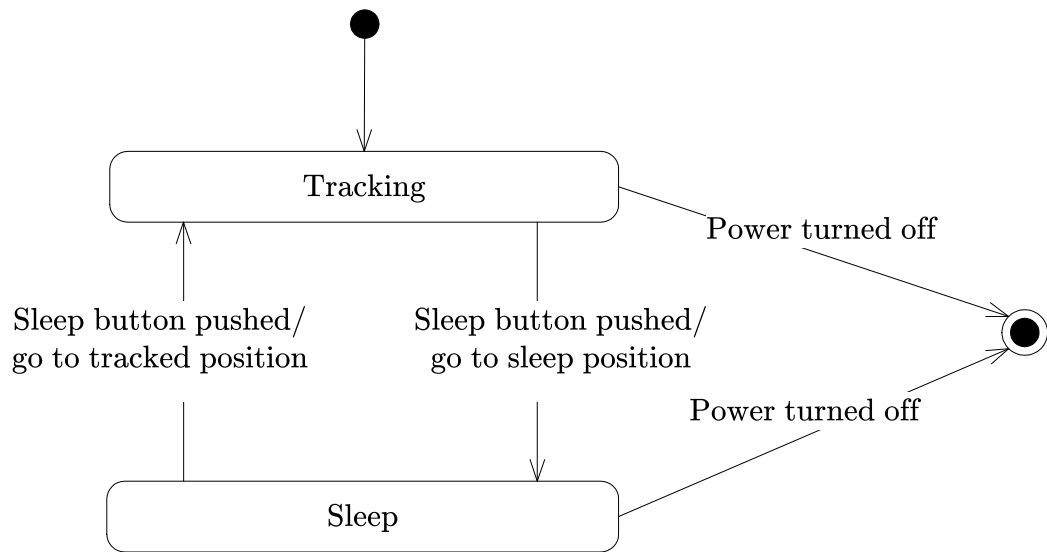 Tracking
Power turned off
Sleep button pushed/
go to tracked position
Sleep button pushed/
go to sleep position
Power turned off
Sleep